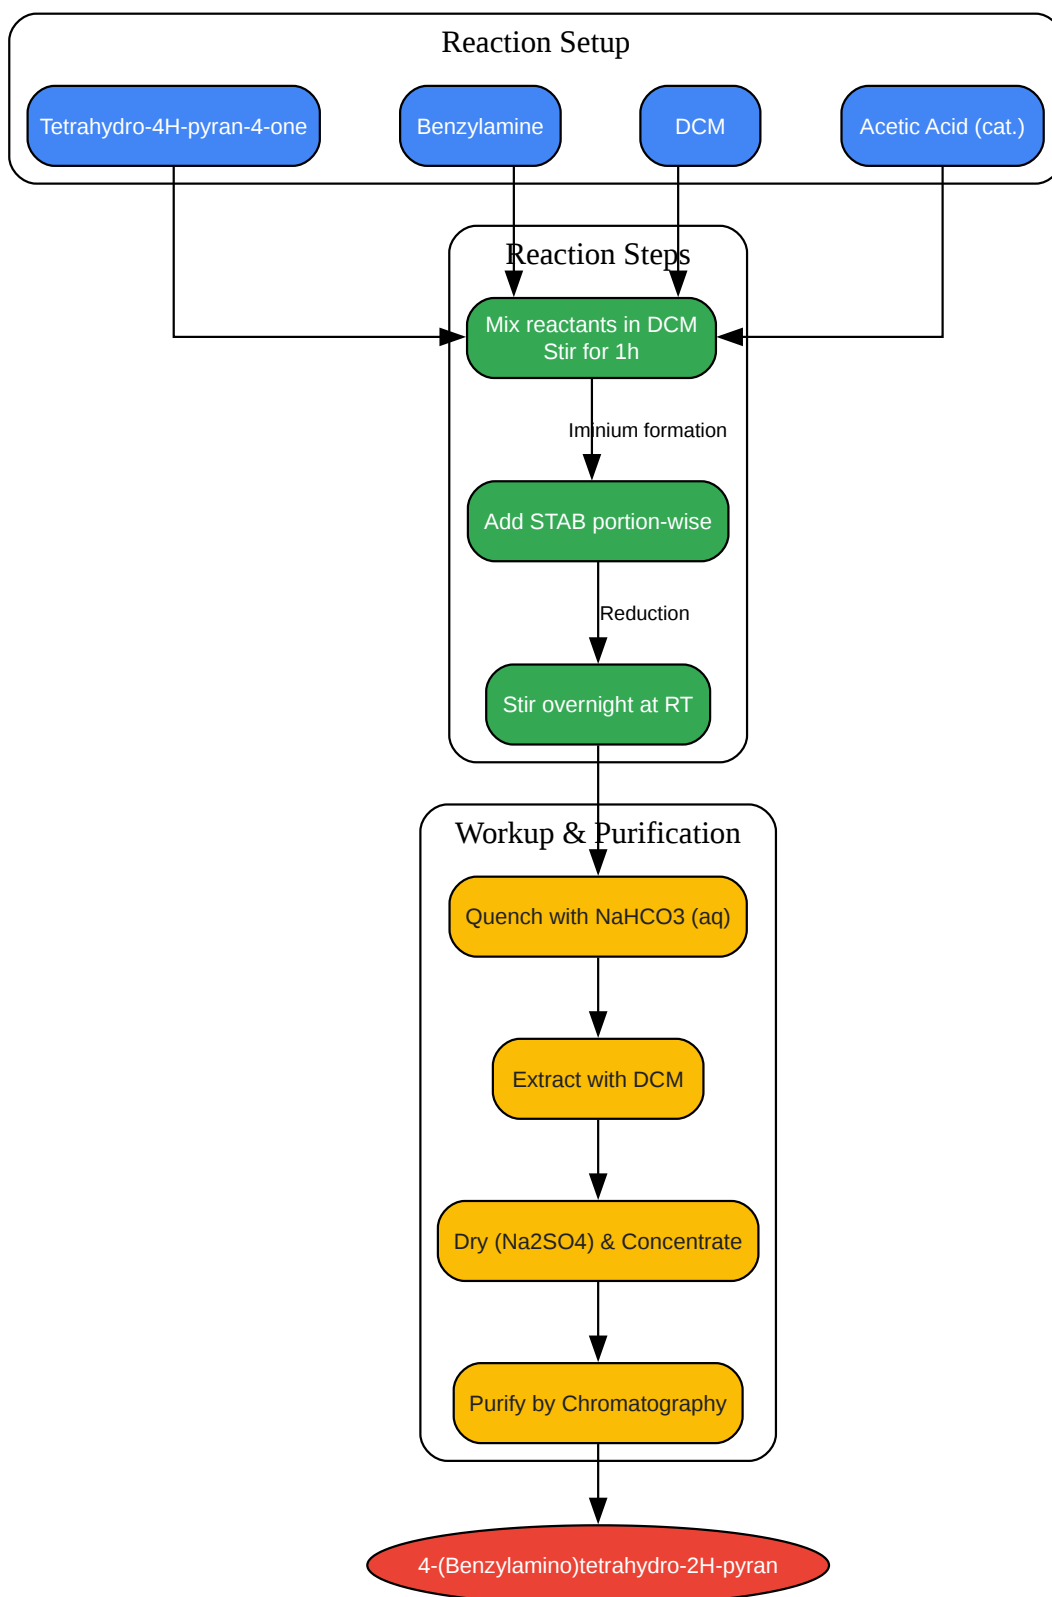 Reaction Setup
Tetrahydro-4H-pyran-4-one
Benzylamine
DCM
Acetic Acid (cat.)
Reaction Steps
Mix reactants in DCM
Stir for 1h
Iminium formation
Add STAB portion-wise
Reduction
Stir overnight at RT
Workup & Purification
Quench with NaHCO3 (aq)
Extract with DCM
Dry (Na2SO4) & Concentrate
Purify by Chromatography
4-(Benzylamino)tetrahydro-2H-pyran